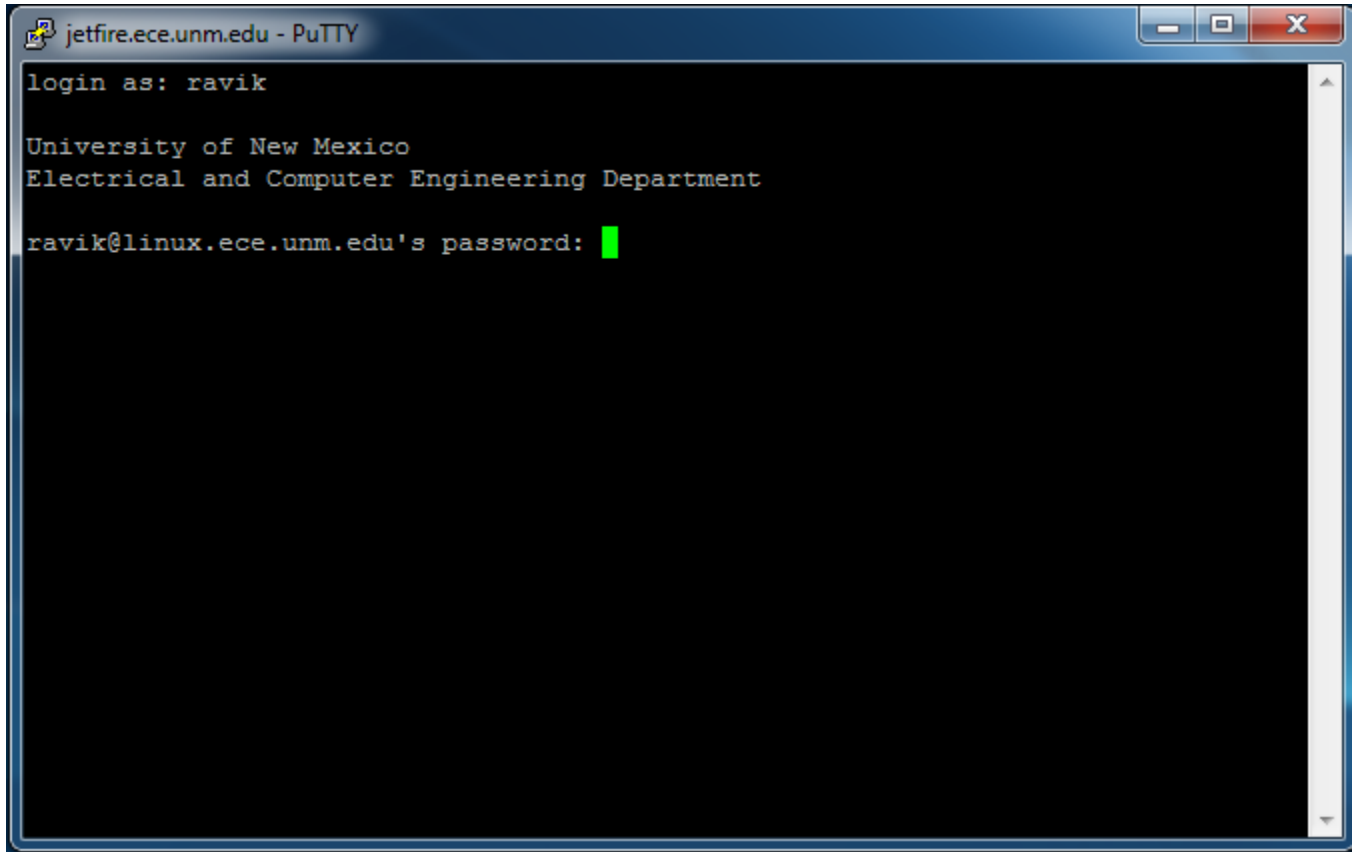 jetfire.ece.unm.edu - PuTTY
login as: ravik
University of New Mexico
Electrical and Computer Engineering Department
ravik@linux.ece.unm.edu's password: